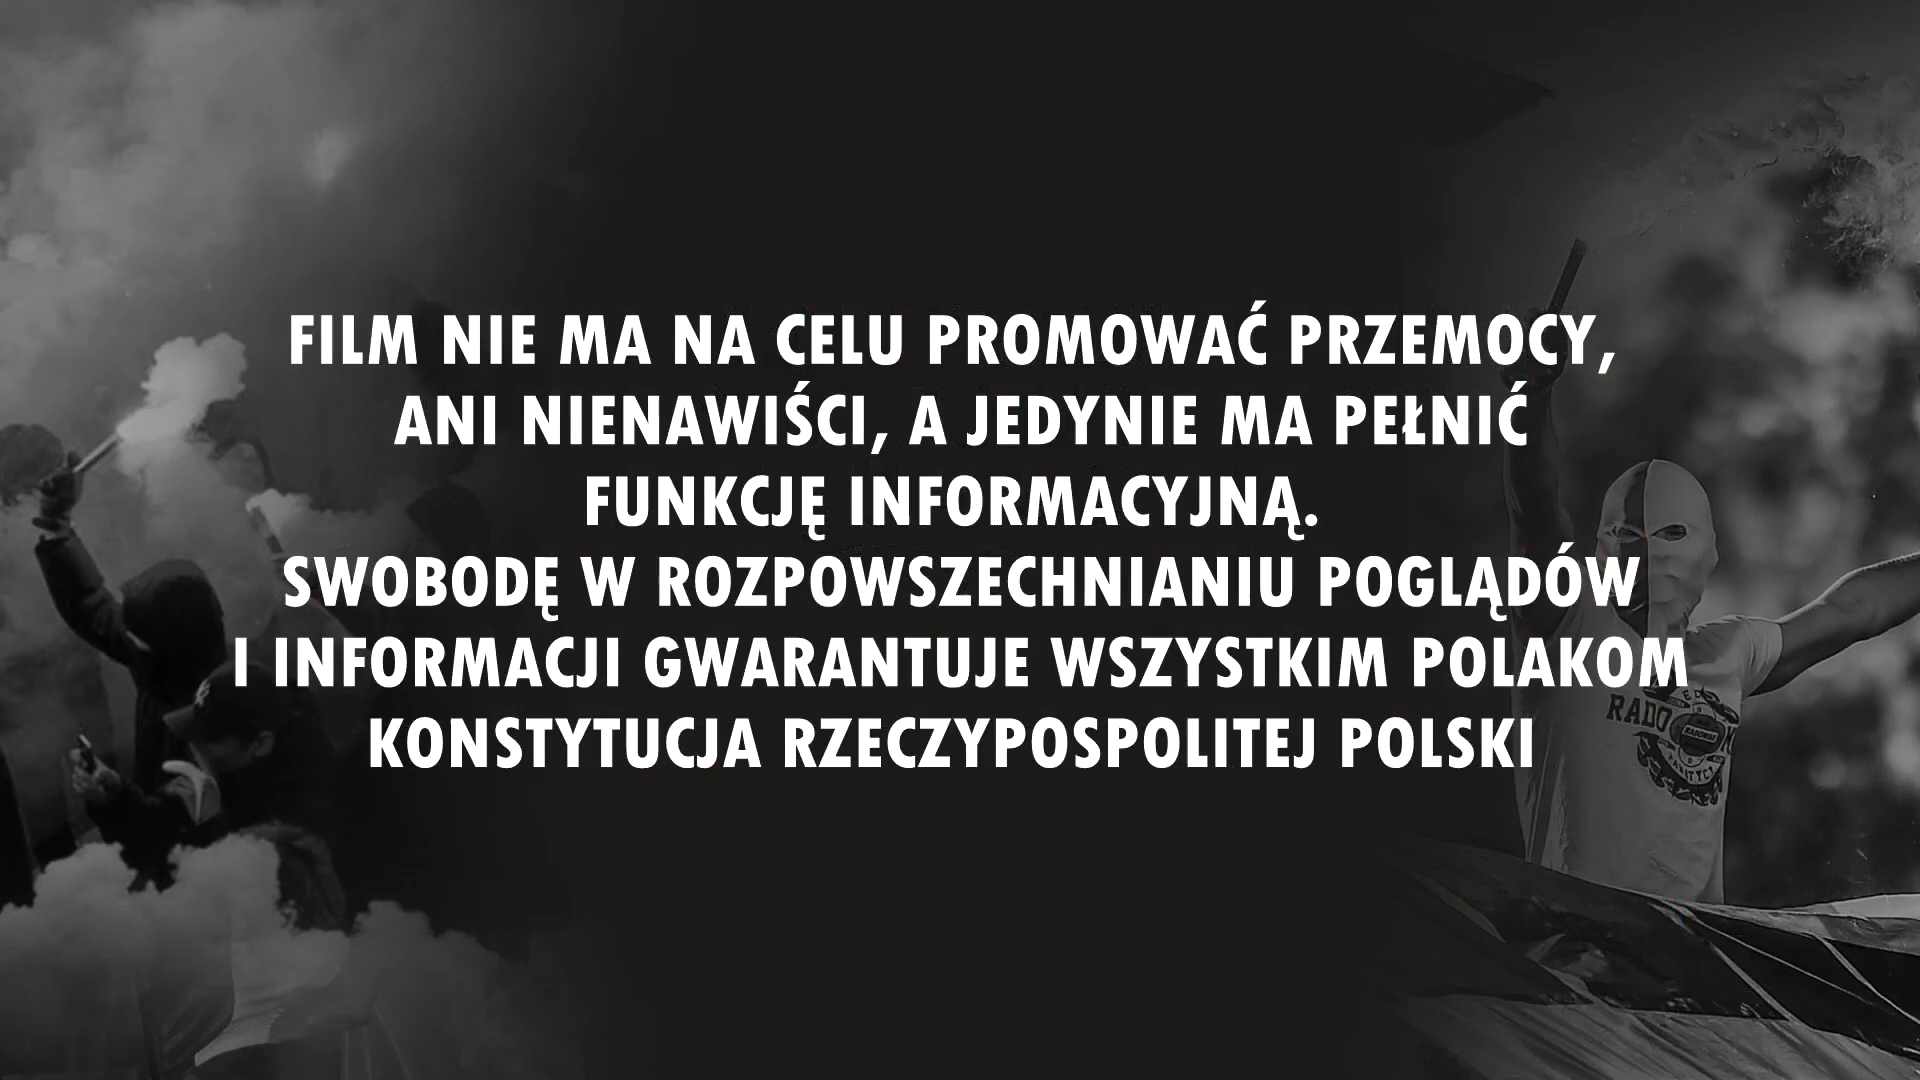 FILM NIE MA NA CELU PROMOWAĆ PRZEMOCY,
ANI NIENAWIŚCI, A JEDYNIE MA PEŁNIĆ
FUNKCJĘ INFORMACYJNĄ.
SWOBODĘ W ROZPOWSZECHNIANIU POGLĄDÓW
I INFORMACJI GWARANTUJE WSZYSTKIM POLAKOM
KONSTYTUCJA RZECZYPOSPOLITEJ POLSKI